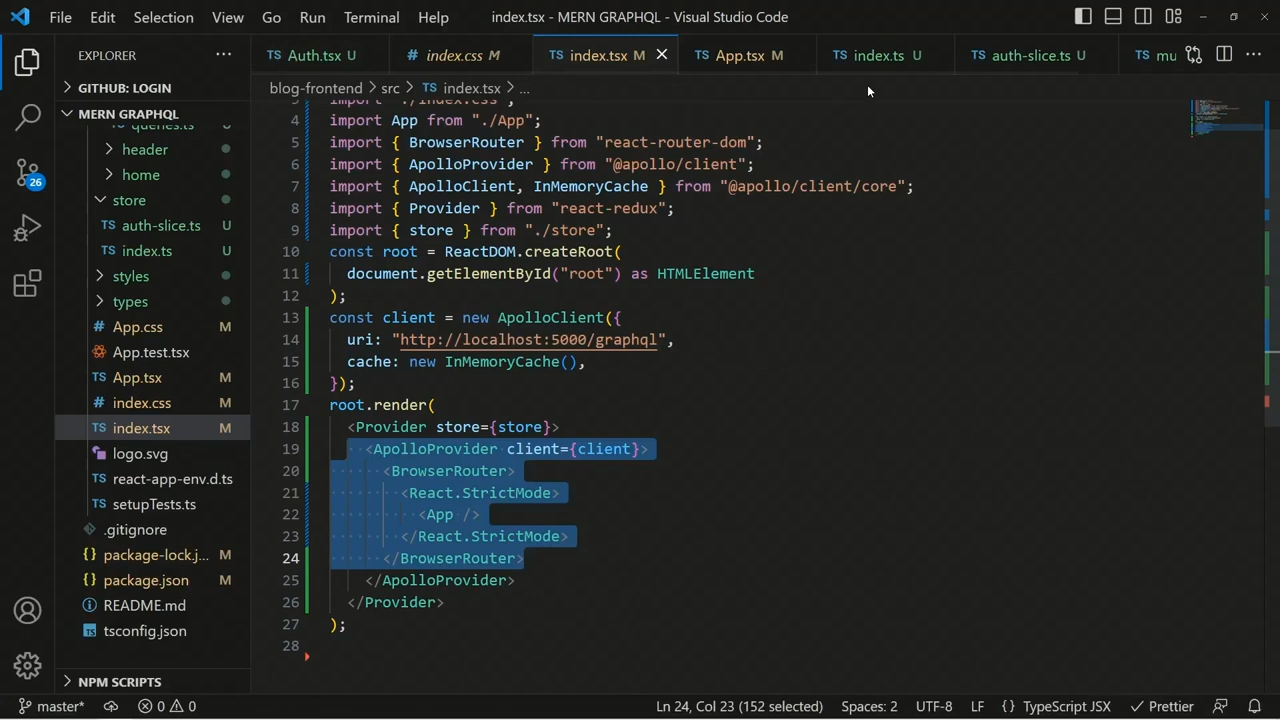 File Edit Selection View Go Run Terminal Help index.tsx - MERN GRAPHQL - Visual Studio Code
EXPLORER
GITHUB: LOGIN
MERN GRAPHQL
queries.ts
header
home
store
auth-slice.ts U
index.ts U
styles
types
App.css M
App.test.tsx
App.tsx M
index.css M
index.tsx M
logo.svg
react-app-env.d.ts
setupTests.ts
.gitignore
package-lock.j... M
package.json M
README.md
tsconfig.json
NPM SCRIPTS
26
Auth.tsx U index.css M index.tsx M App.tsx M index.ts U auth-slice.ts U mu
blog-frontend > src > index.tsx > ...
3 import "./index.css";
4 import App from "./App";
5 import { BrowserRouter } from "react-router-dom";
6 import { ApolloProvider } from "@apollo/client";
7 import { ApolloClient, InMemoryCache } from "@apollo/client/core";
8 import { Provider } from "react-redux";
9 import { store } from "./store";
10 const root = ReactDOM.createRoot(
11 document.getElementById("root") as HTMLElement
12 );
13 const client = new ApolloClient({
14 uri: "http://localhost:5000/graphql",
15 cache: new InMemoryCache(),
16 });
17 root.render(
18 <Provider store={store}>
19 <ApolloProvider client={client}>
20 <BrowserRouter>
21 <React.StrictMode>
22 <App />
23 </React.StrictMode>
24 </BrowserRouter>
25 </ApolloProvider>
26 </Provider>
27 );
28
master* 0 0 Ln 24, Col 23 (152 selected) Spaces: 2 UTF-8 LF {} TypeScript JSX Prettier